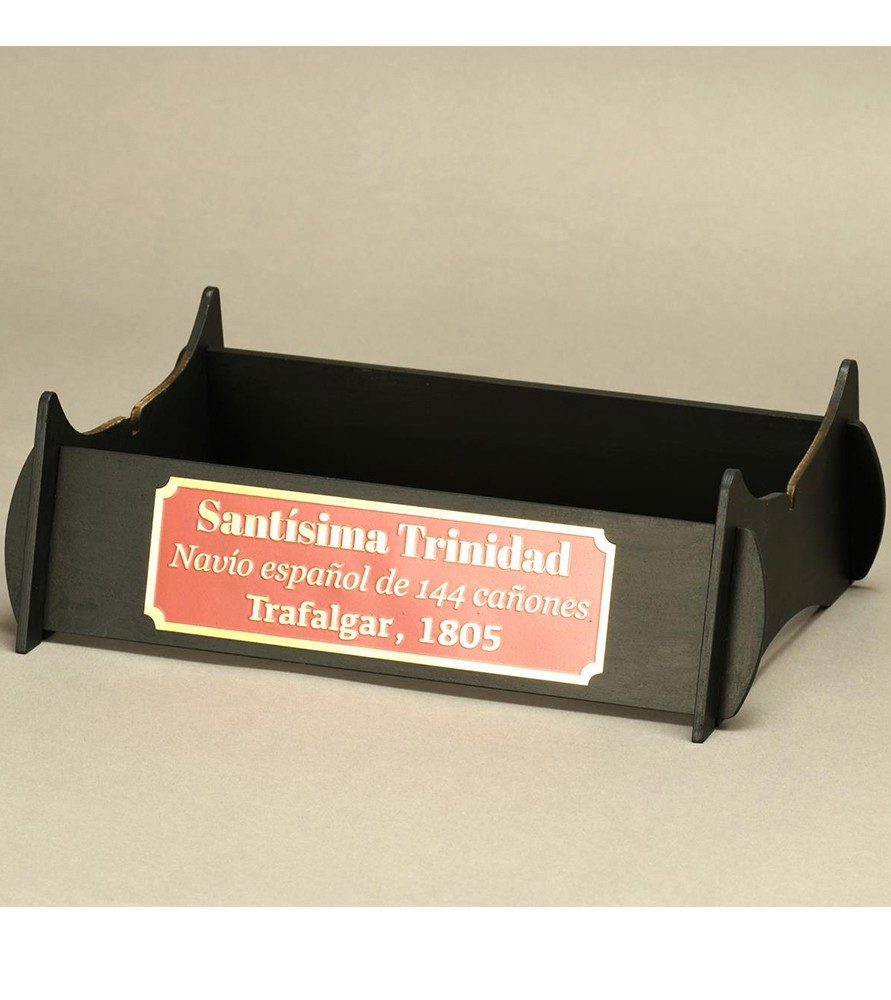 Santísima Trinidad
Navío español de 144 cañones
Trafalgar, 1805